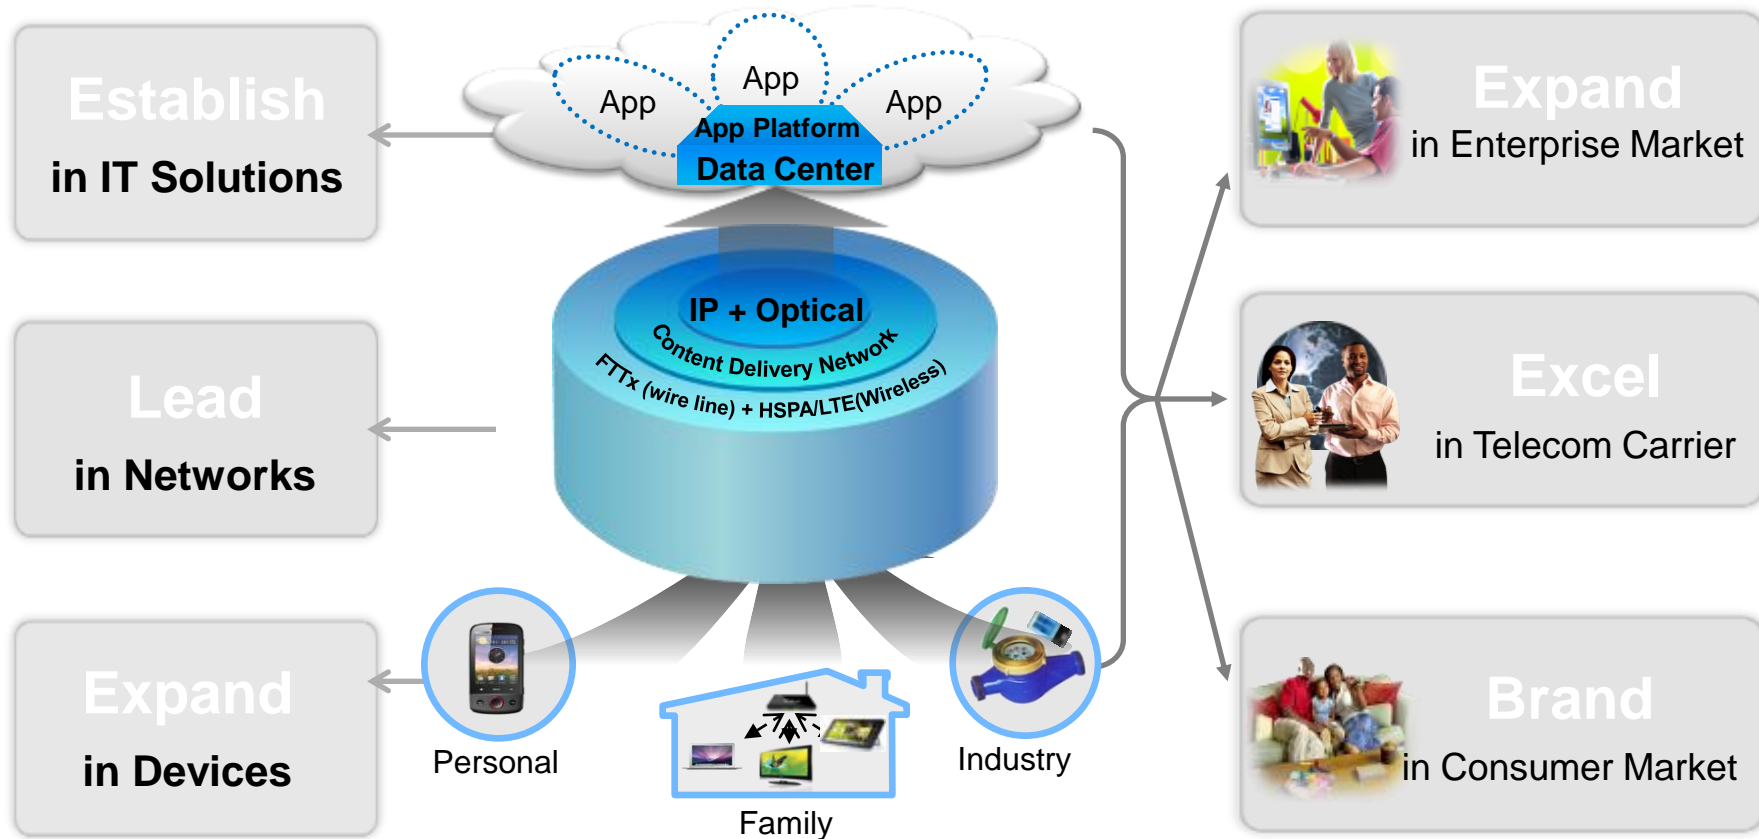 Establish
in IT Solutions
Lead
in Networks
Expand
in Devices
App
App
App
App Platform
Data Center
IP + Optical
Content Delivery Network
FTTx (wire line) + HSPA/LTE(Wireless)
Personal
Family
Industry
Expand
in Enterprise Market
Excel
in Telecom Carrier
Brand
in Consumer Market